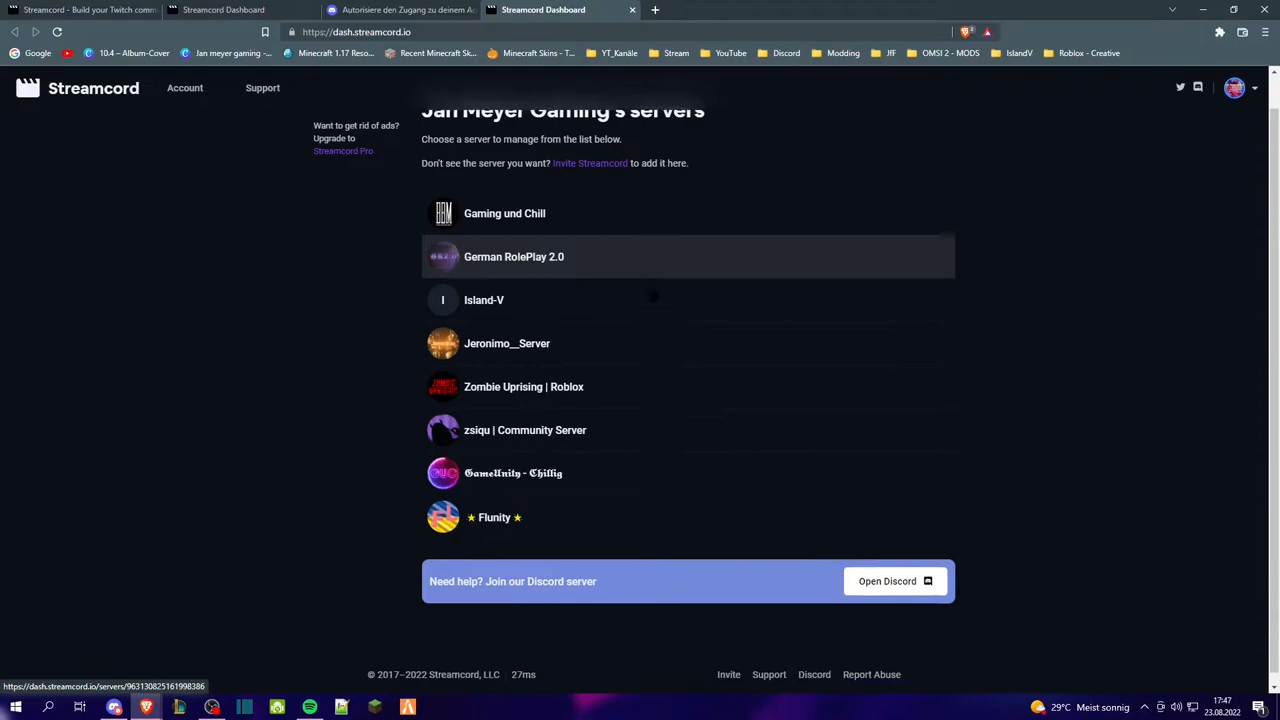 Streamcord - Build your Twitch comm
Streamcord Dashboard
Autorisiere den Zugang zu deinem Ac
Streamcord Dashboard
https://dash.streamcord.io
2
Google
10.4 – Album-Cover
Jan meyer gaming -...
Minecraft 1.17 Reso...
Recent Minecraft Sk...
Minecraft Skins - T...
YT_Kanäle
Stream
YouTube
Discord
Modding
JfF
OMSI 2 - MODS
IslandV
Roblox - Creative
Streamcord
Account
Support
Want to get rid of ads?
Upgrade to
Streamcord Pro
Jan Meyer Gaming's servers
Choose a server to manage from the list below.
Don't see the server you want? Invite Streamcord to add it here.
BBM
Gaming und Chill
German RolePlay 2.0
I
Island-V
Jeronimo__Server
Zombie Uprising | Roblox
zsiqu | Community Server
𝕲𝖆𝖒𝖊𝖀𝖓𝖎𝖙𝖞 - 𝕮𝖍𝖎𝖑𝖑𝖎𝖌
★ Flunity ★
Need help? Join our Discord server
Open Discord
© 2017–2022 Streamcord, LLC
27ms
Invite
Support
Discord
Report Abuse
https://dash.streamcord.io/servers/963130825161998386
29°C Meist sonnig
17:47
23.08.2022
1